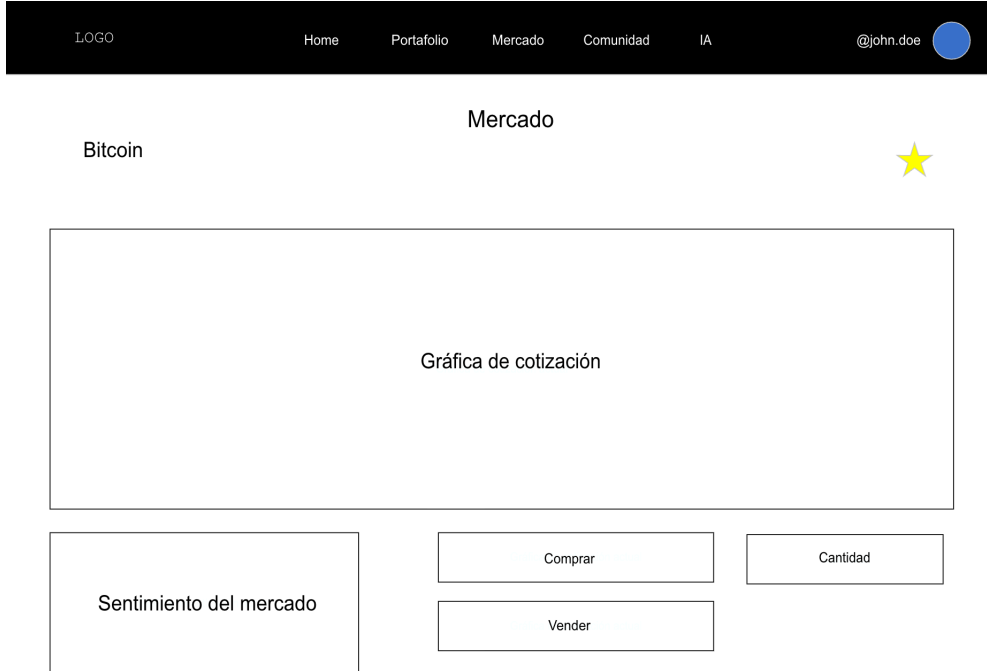 LOGO Home Portafolio Mercado Comunidad IA @john.doe
Mercado
Bitcoin
Gráfica de cotización
Comprar Cantidad
Sentimiento del mercado
Vender